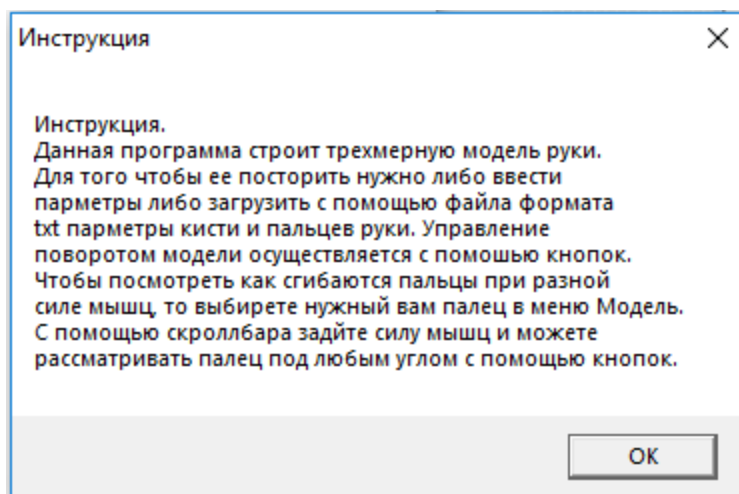 Инструкция
Инструкция.
Данная программа строит трехмерную модель руки.
Для того чтобы ее посторить нужно либо ввести
парметры либо загрузить с помощью файла формата
txt парметры кисти и пальцев руки. Управление
поворотом модели осуществляется с помошью кнопок.
Чтобы посмотреть как сгибаются пальцы при разной
силе мышц, то выбирете нужный вам палец в меню Модель.
С помощью скроллбара задйте силу мышц и можете
рассматривать палец под любым углом с помощью кнопок.
ОК